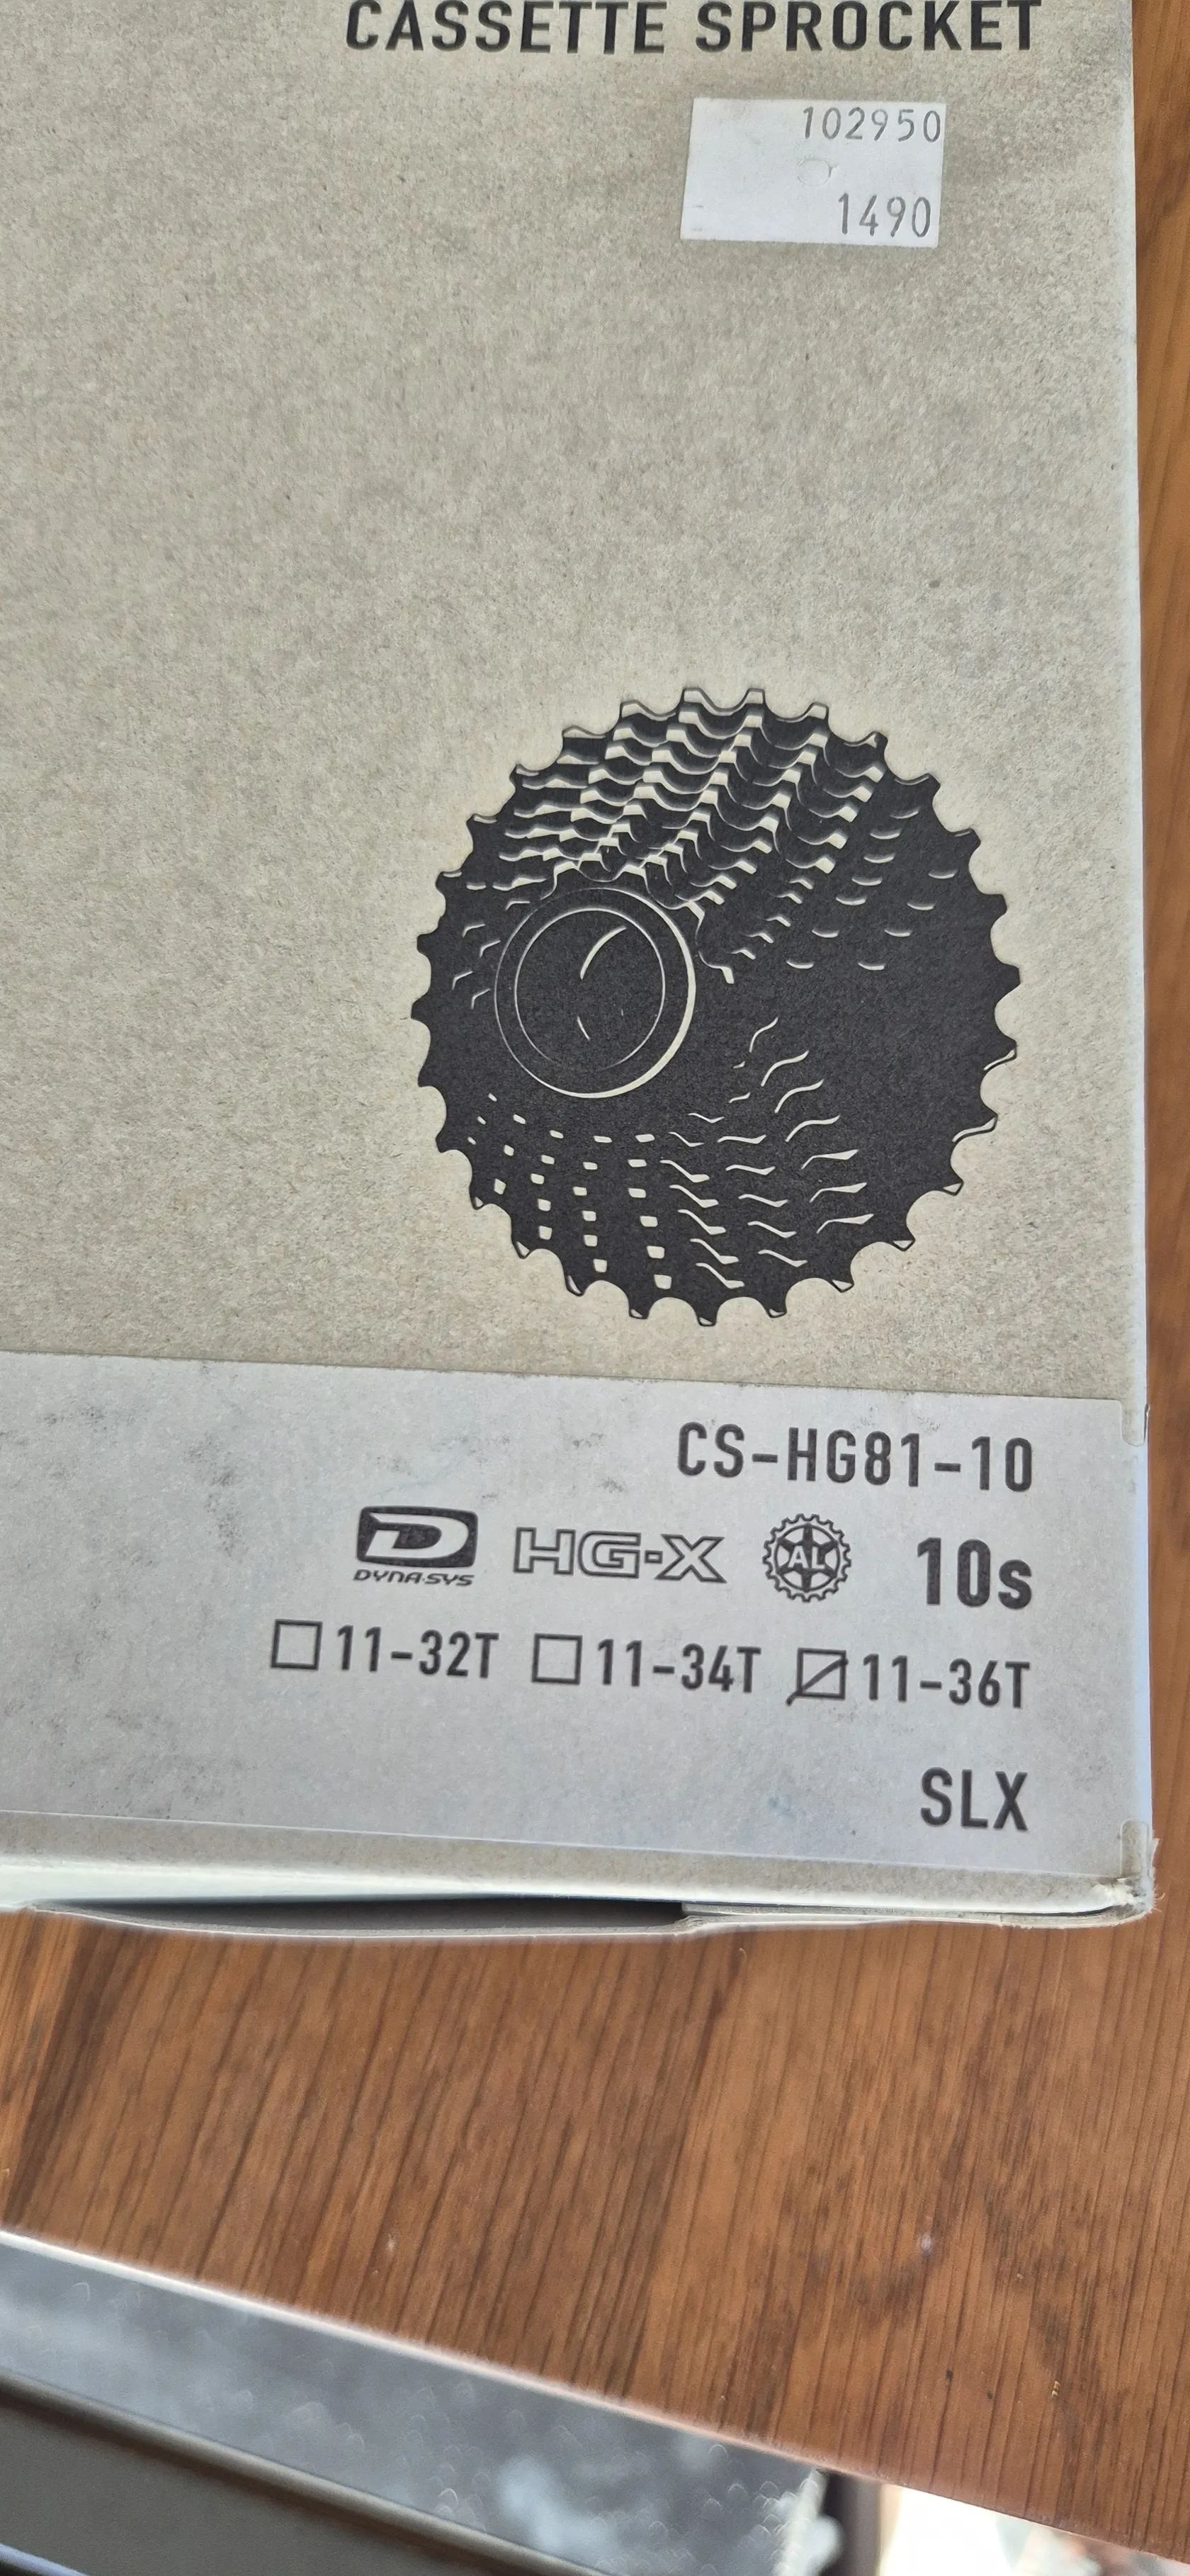 CASSETTE SPROCKET
102950
1490
CS-HG81-10
D DYNA-SYS HG-X AL 10s
11-32T 11-34T 11-36T
SLX